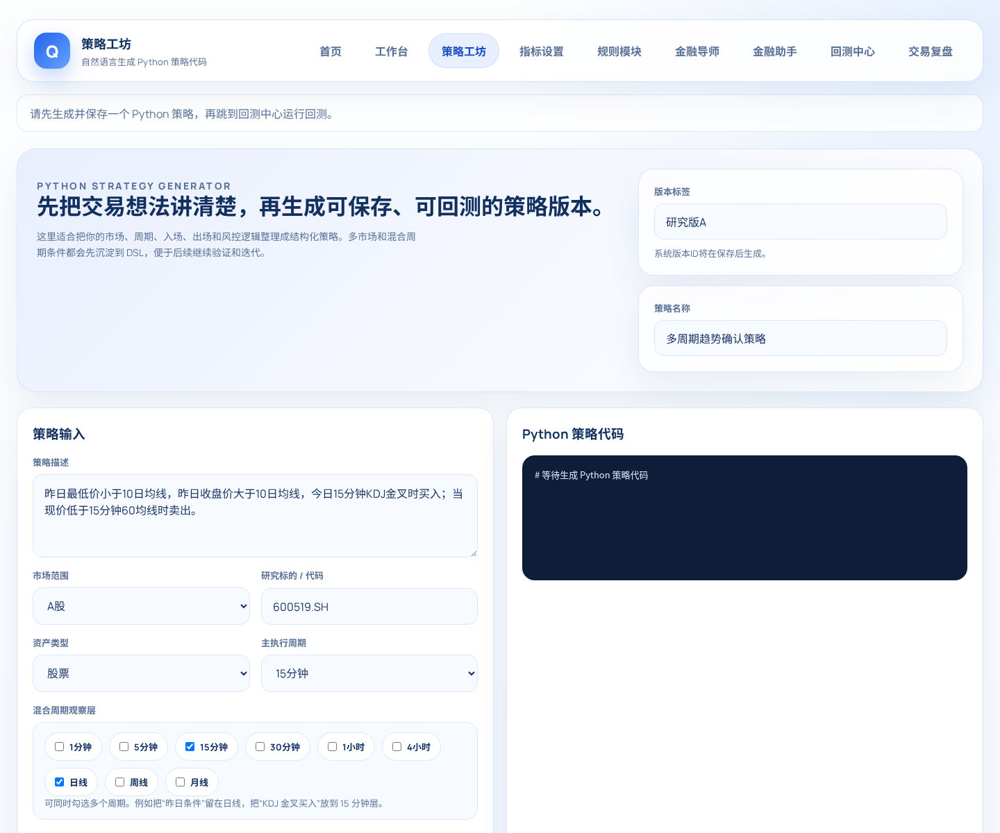 Q
策略工坊
自然语言生成 Python 策略代码
首页
工作台
策略工坊
指标设置
规则模块
金融导师
金融助手
回测中心
交易复盘
请先生成并保存一个 Python 策略，再跳到回测中心运行回测。
PYTHON STRATEGY GENERATOR
先把交易想法讲清楚，再生成可保存、可回测的策略版本。
这里适合把你的市场、周期、入场、出场和风控逻辑整理成结构化策略。多市场和混合周
期条件都会先沉淀到 DSL，便于后续继续验证和迭代。
版本标签
研究版A
系统版本ID将在保存后生成。
策略名称
多周期趋势确认策略
策略输入
策略描述
昨日最低价小于10日均线，昨日收盘价大于10日均线，今日15分钟KDJ金叉时买入；当
现价低于15分钟60均线时卖出。
市场范围
研究标的 / 代码
A股
600519.SH
资产类型
主执行周期
股票
15分钟
混合周期观察层
1分钟
5分钟
15分钟
30分钟
1小时
4小时
日线
周线
月线
可同时勾选多个周期。例如把“昨日条件”留在日线，把“KDJ 金叉买入”放到 15 分钟层。
Python 策略代码
# 等待生成 Python 策略代码